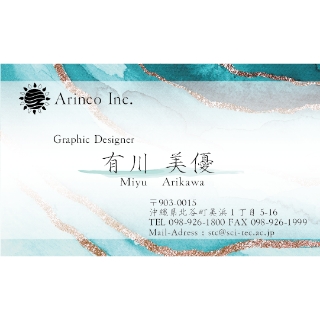 Arinco Inc.
Graphic Designer
有川 美優
Miyu Arikawa
〒903-0015
沖縄県北谷町美浜1丁目5-16
TEL 098-926-1800 FAX 098-926-1999
Mail-Adress : stc@sci-tec.ac.jp